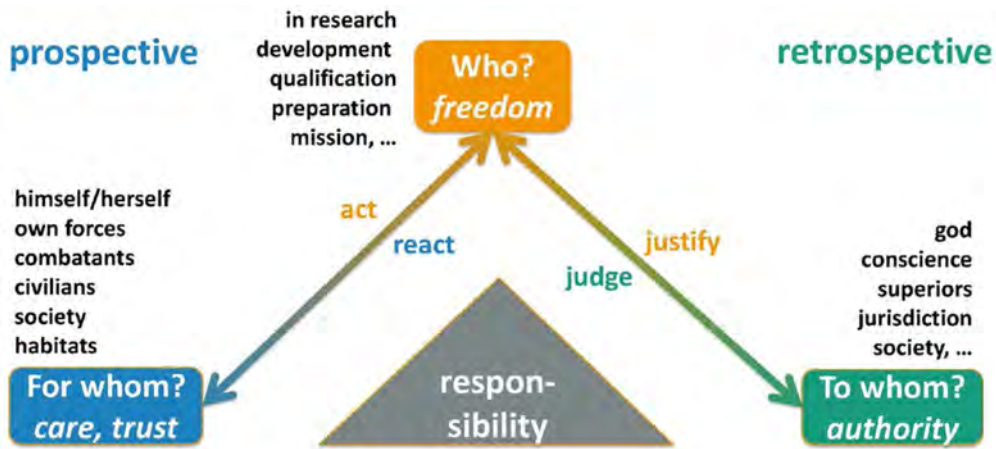 prospective
in research
development
qualification
preparation
mission, ...
Who?
freedom
retrospective
himself/herself
own forces
combatants
civilians
society
habitats
act
react
justify
judge
god
conscience
superiors
jurisdiction
society, ...
For whom?
care, trust
respon-
sibility
To whom?
authority